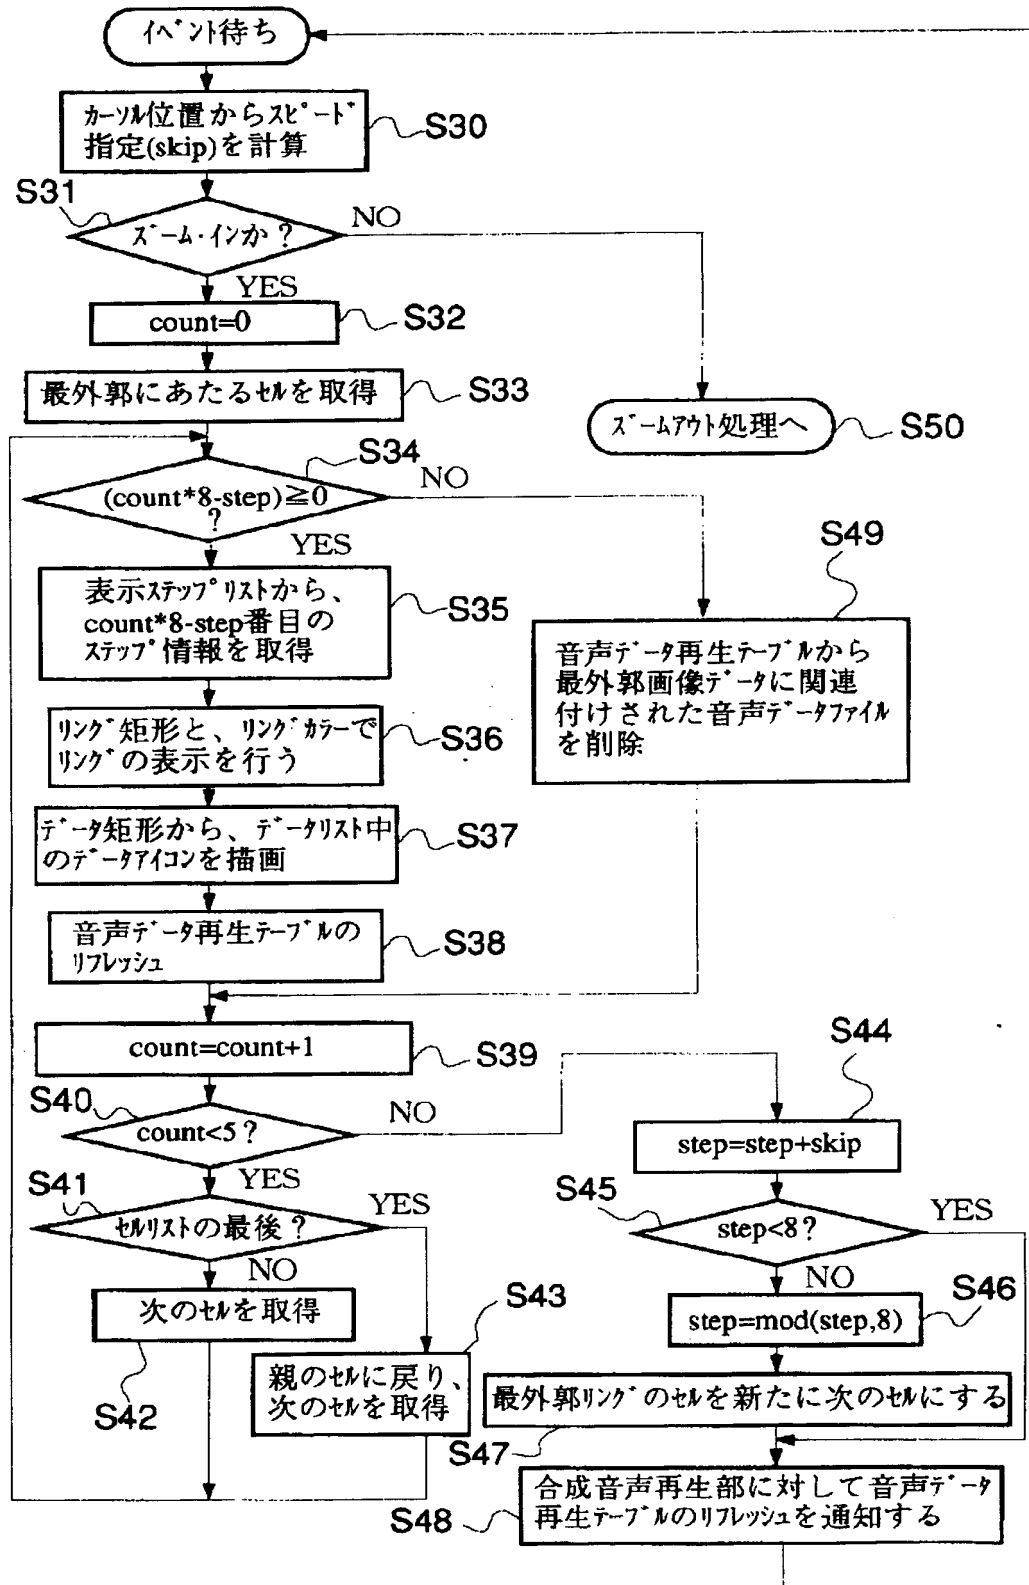 イベント待ち
カーソル位置からスピード
指定(skip)を計算
S30
S31
ズーム・インか?
NO
YES
count=0
S32
最外郭にあたるセルを取得
S33
ズームアウト処理へ
S50
S34
(count*8-step)≧0
?
NO
YES
表示ステップリストから、
count*8-step番目の
ステップ情報を取得
S35
S49
音声データ再生テーブルから
最外郭画像データに関連
付けされた音声データファイル
を削除
リング矩形と、リングカラーで
リングの表示を行う
S36
データ矩形から、データリスト中
のデータアイコンを描画
S37
音声データ再生テーブルの
リフレッシュ
S38
count=count+1
S39
S40
count<5?
NO
YES
S44
step=step+skip
S41
セルリストの最後?
YES
NO
S45
step<8?
YES
NO
次のセルを取得
S42
S43
親のセルに戻り、
次のセルを取得
S46
step=mod(step,8)
最外郭リングのセルを新たに次のセルにする
S47
合成音声再生部に対して音声データ
再生テーブルのリフレッシュを通知する
S48